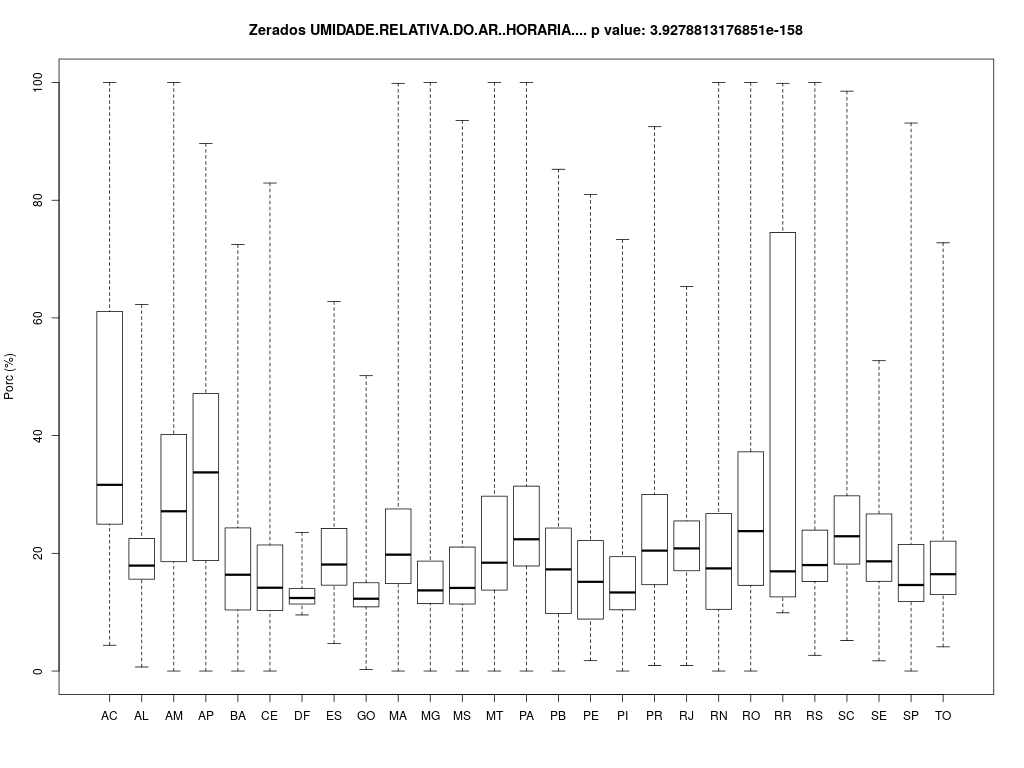 Zerados UMIDADE.RELATIVA.DO.AR..HORARIA.... p value: 3.9278813176851e-158
Porc (%)
100
80
60
40
20
0
AC AL AM AP BA CE DF ES GO MA MG MS MT PA PB PE PI PR RJ RN RO RR RS SC SE SP TO